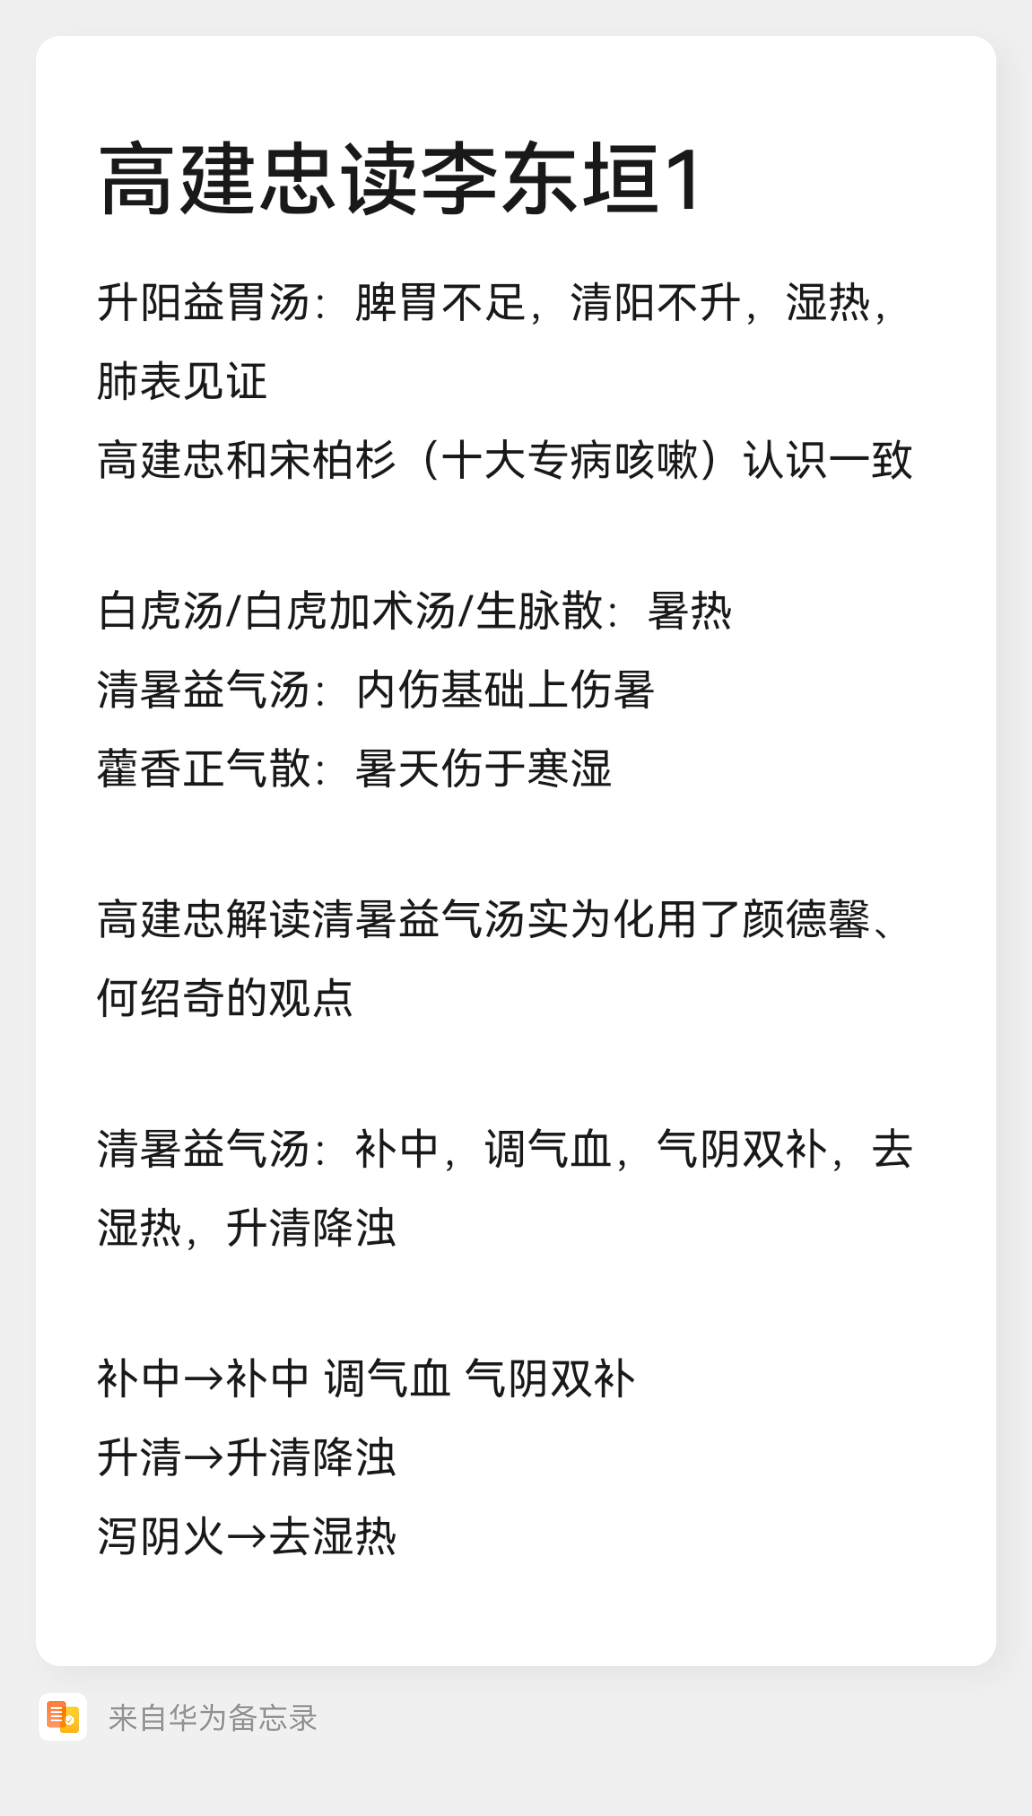 高建忠读李东垣1
升阳益胃汤：脾胃不足，清阳不升，湿热，
肺表见证
高建忠和宋柏杉（十大专病咳嗽）认识一致
白虎汤/白虎加术汤/生脉散：暑热
清暑益气汤：内伤基础上伤暑
藿香正气散：暑天伤于寒湿
高建忠解读清暑益气汤实为化用了颜德馨、
何绍奇的观点
清暑益气汤：补中，调气血，气阴双补，去
湿热，升清降浊
补中→补中 调气血 气阴双补
升清→升清降浊
泻阴火→去湿热
来自华为备忘录